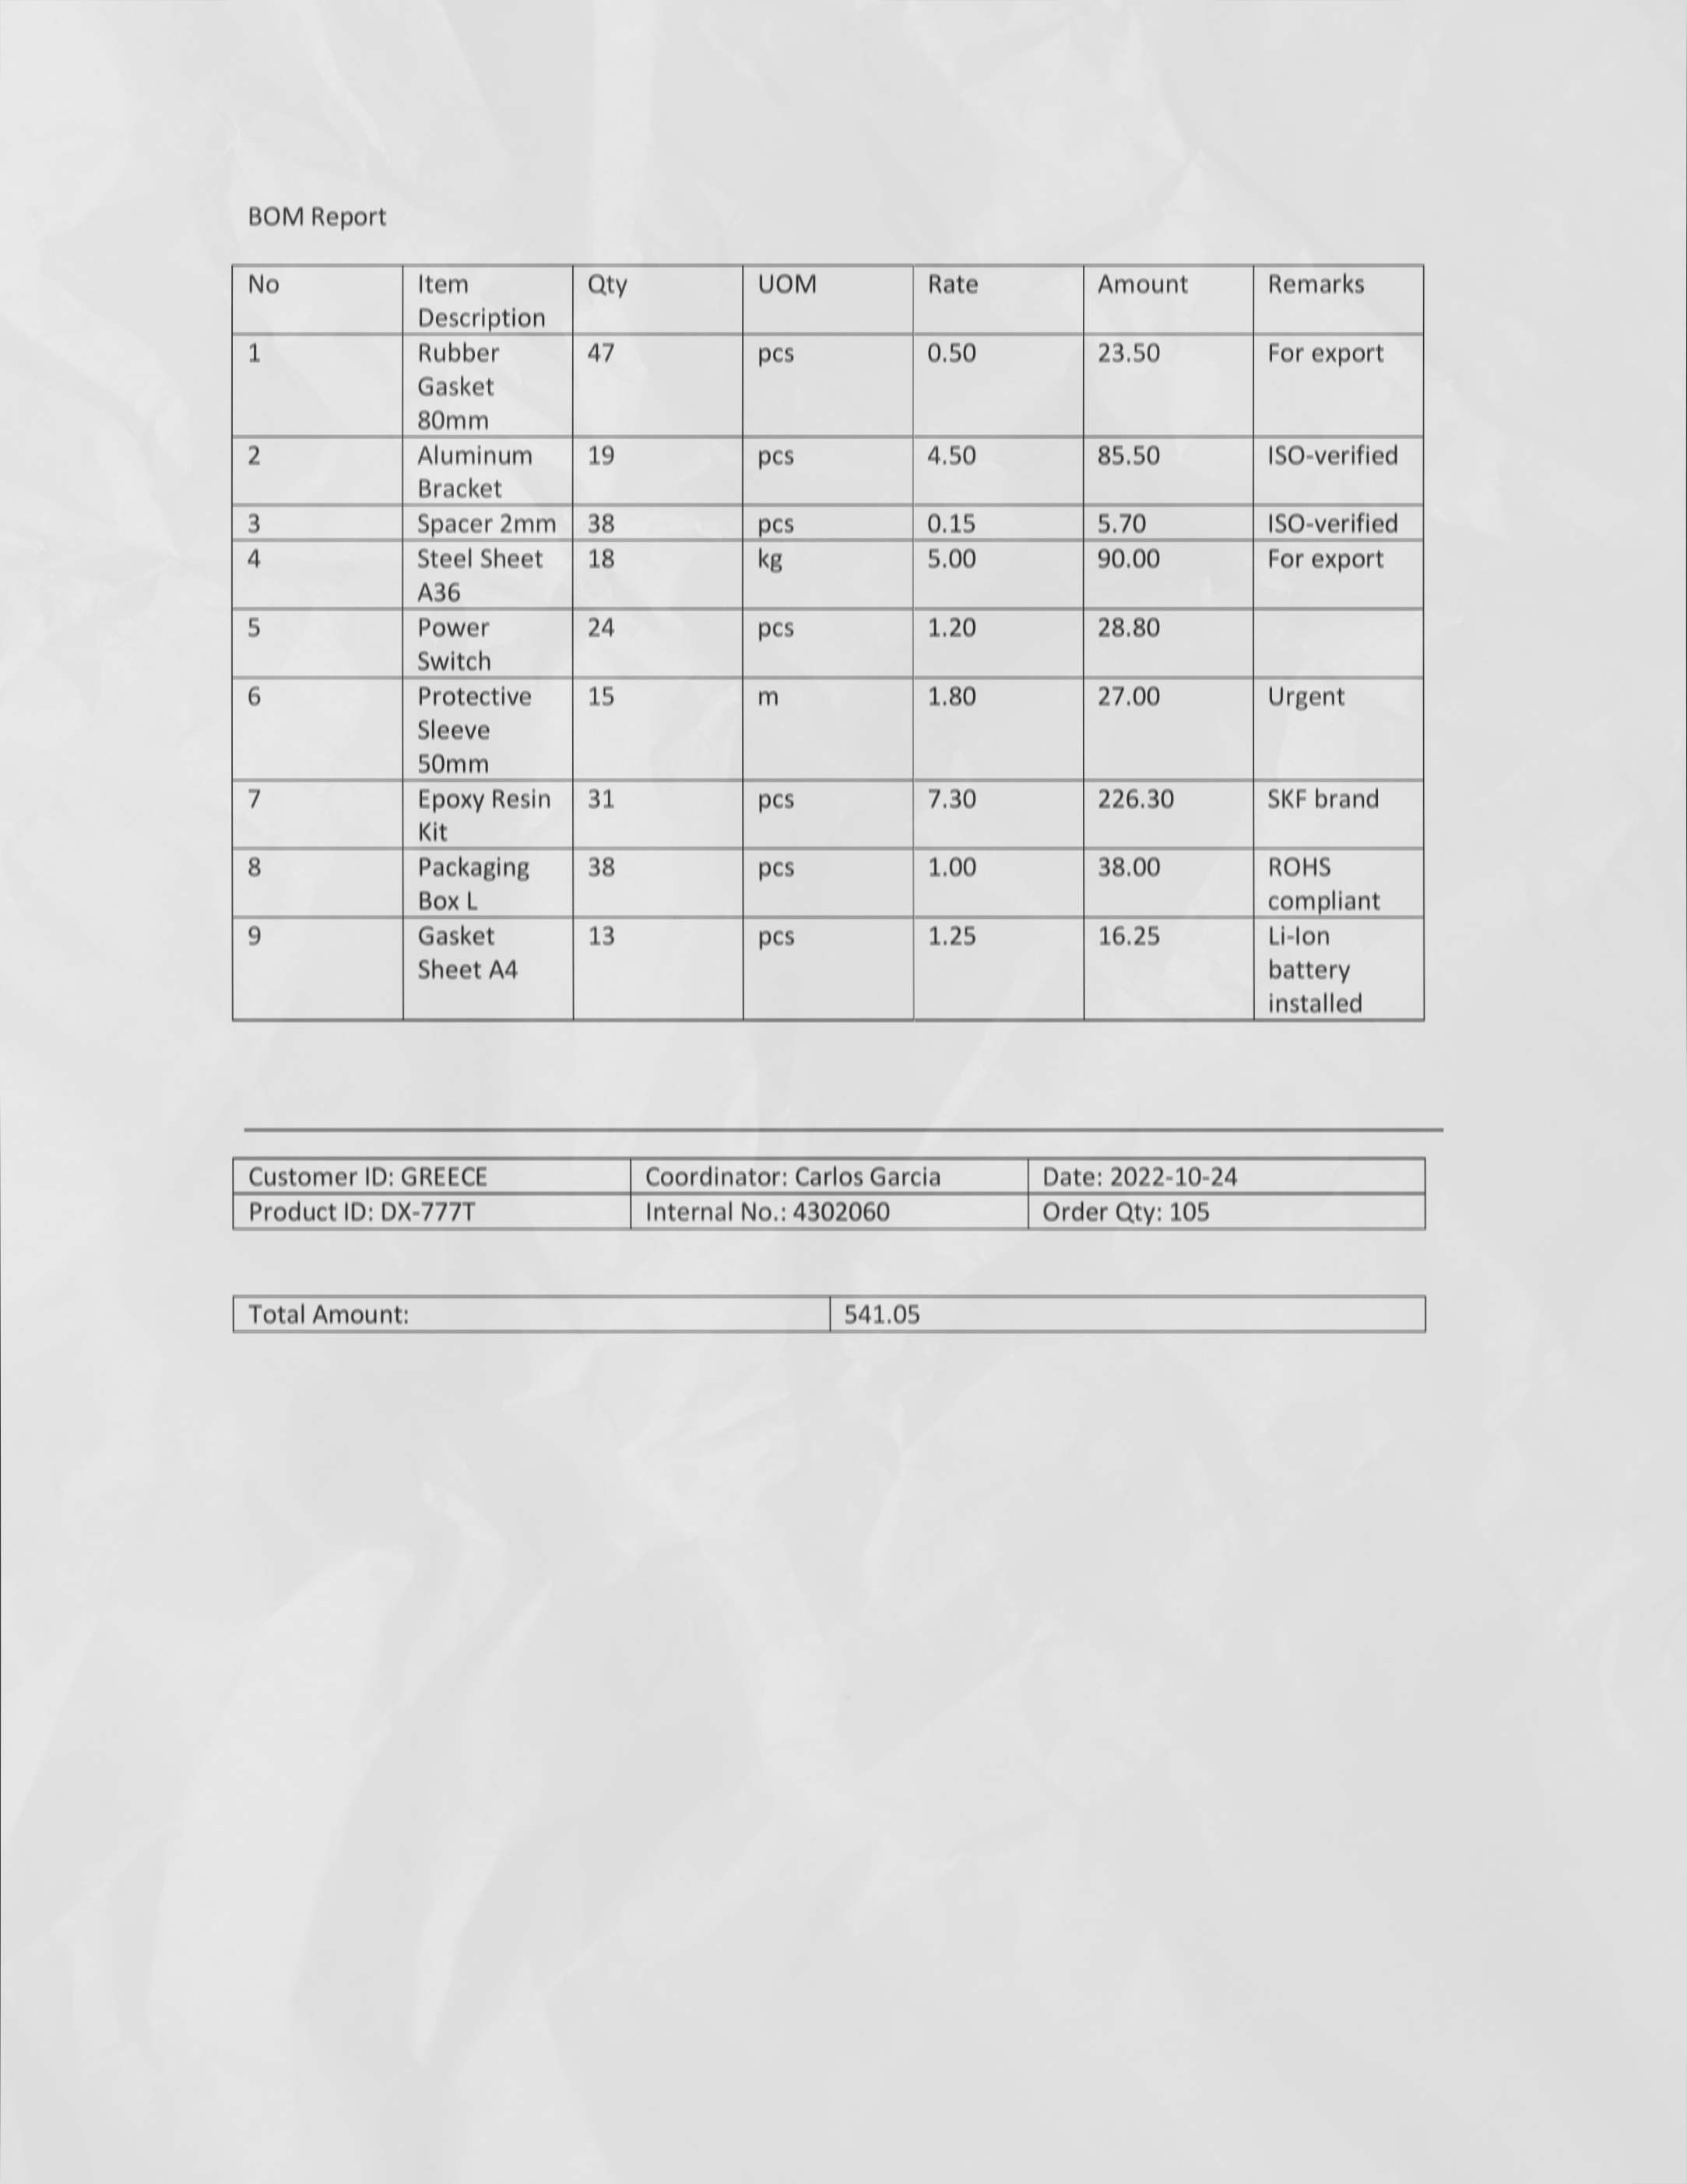 BOM Report
No Item Description Qty UOM Rate Amount Remarks
1 Rubber Gasket 80mm 47 pcs 0.50 23.50 For export
2 Aluminum Bracket 19 pcs 4.50 85.50 ISO-verified
3 Spacer 2mm 38 pcs 0.15 5.70 ISO-verified
4 Steel Sheet A36 18 kg 5.00 90.00 For export
5 Power Switch 24 pcs 1.20 28.80
6 Protective Sleeve 50mm 15 m 1.80 27.00 Urgent
7 Epoxy Resin Kit 31 pcs 7.30 226.30 SKF brand
8 Packaging Box L 38 pcs 1.00 38.00 ROHS compliant
9 Gasket Sheet A4 13 pcs 1.25 16.25 Li-Ion battery installed
Customer ID: GREECE Coordinator: Carlos Garcia Date: 2022-10-24
Product ID: DX-777T Internal No.: 4302060 Order Qty: 105
Total Amount: 541.05